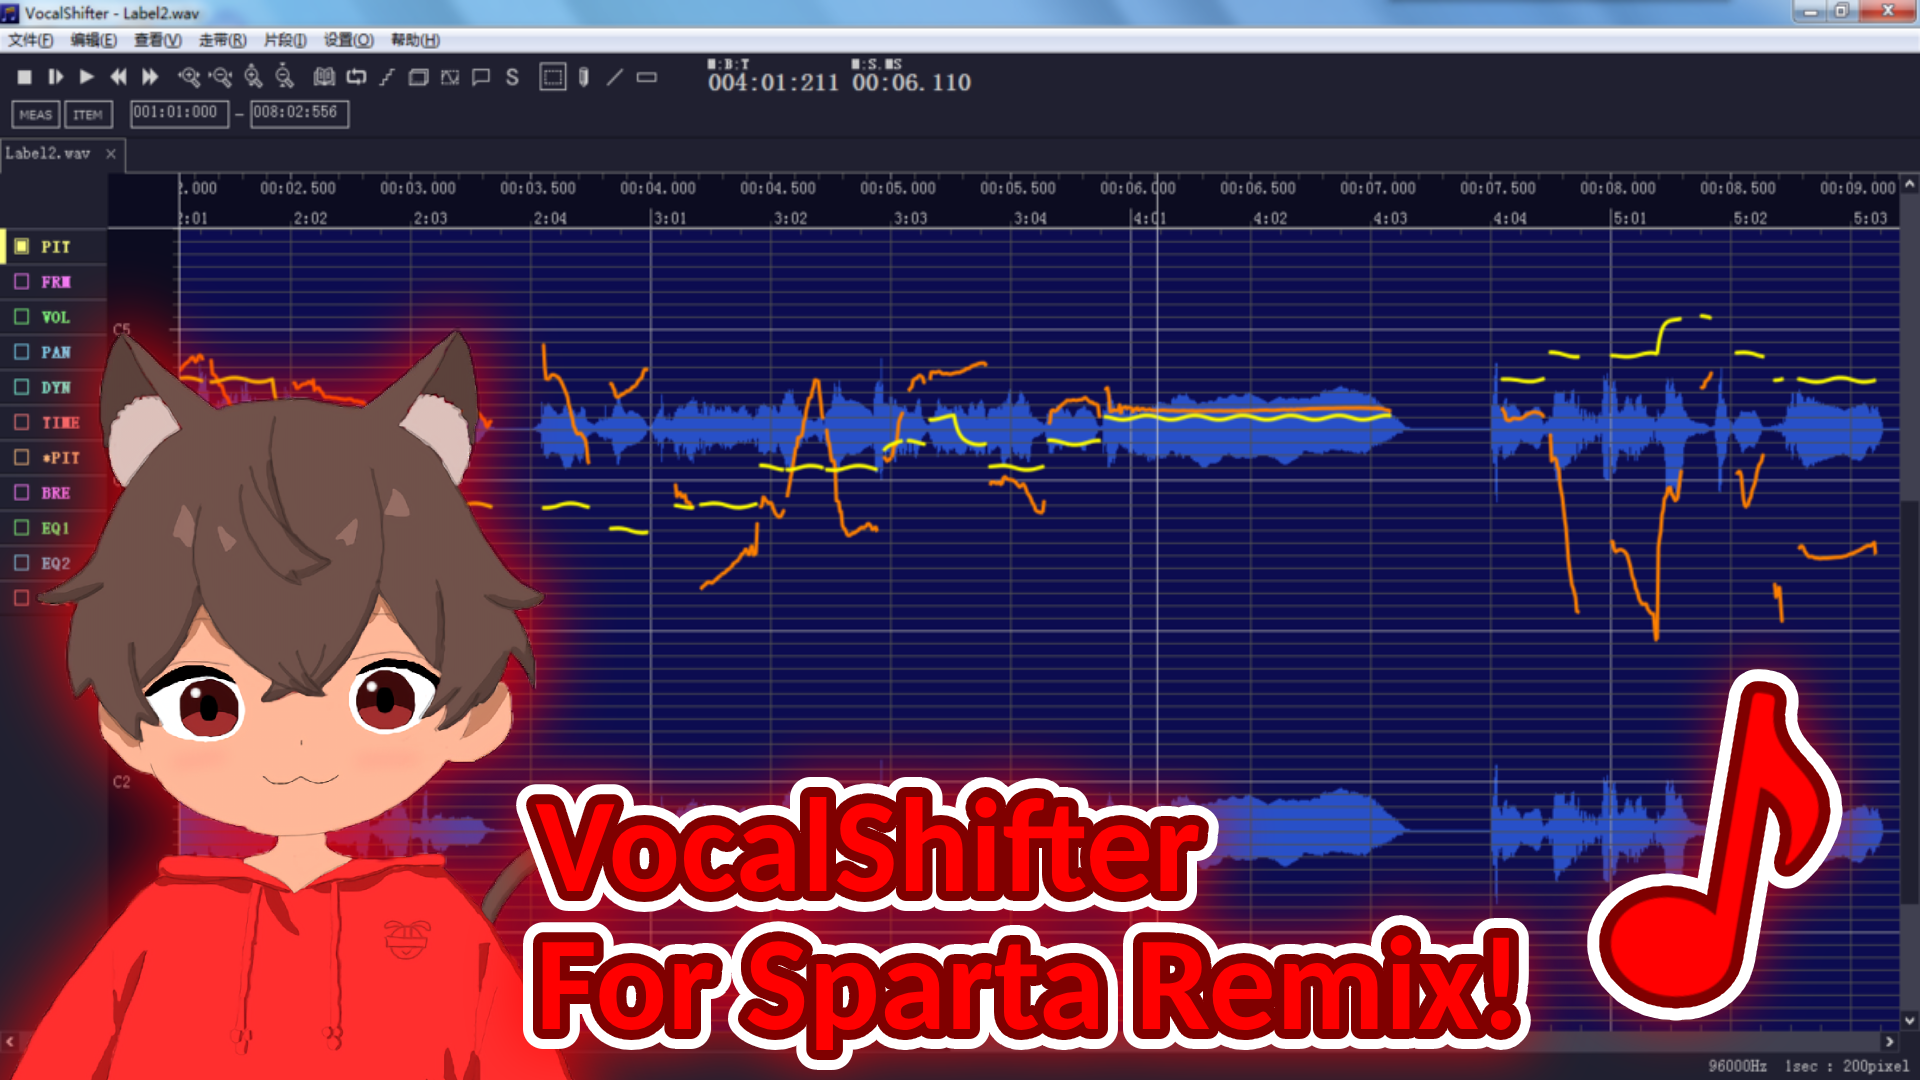 VocalShifter - Label2.wav
文件(F) 编辑(E) 查看(V) 走带(R) 片段(I) 设置(O) 帮助(H)
S
M:B:T M:S.MS
004:01:211 00:06.110
MEAS ITEM 001:01:000 - 008:02:556
Label2.wav ×
2.000 00:02.500 00:03.000 00:03.500 00:04.000 00:04.500 00:05.000 00:05.500 00:06.000 00:06.500 00:07.000 00:07.500 00:08.000 00:08.500 00:09.000
2:01 2:02 2:03 2:04 3:01 3:02 3:03 3:04 4:01 4:02 4:03 4:04 5:01 5:02 5:03
PIT
FRM
VOL
C5
PAN
DYN
TIME
*PIT
BRE
EQ1
EQ2
C2
VocalShifter
For Sparta Remix!
96000Hz 1sec : 200pixel